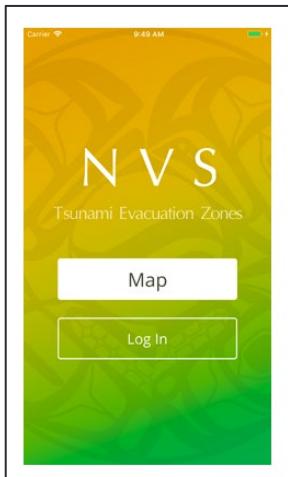 Carrier 9:49 AM
N V S
Tsunami Evacuation Zones
Map
Log In